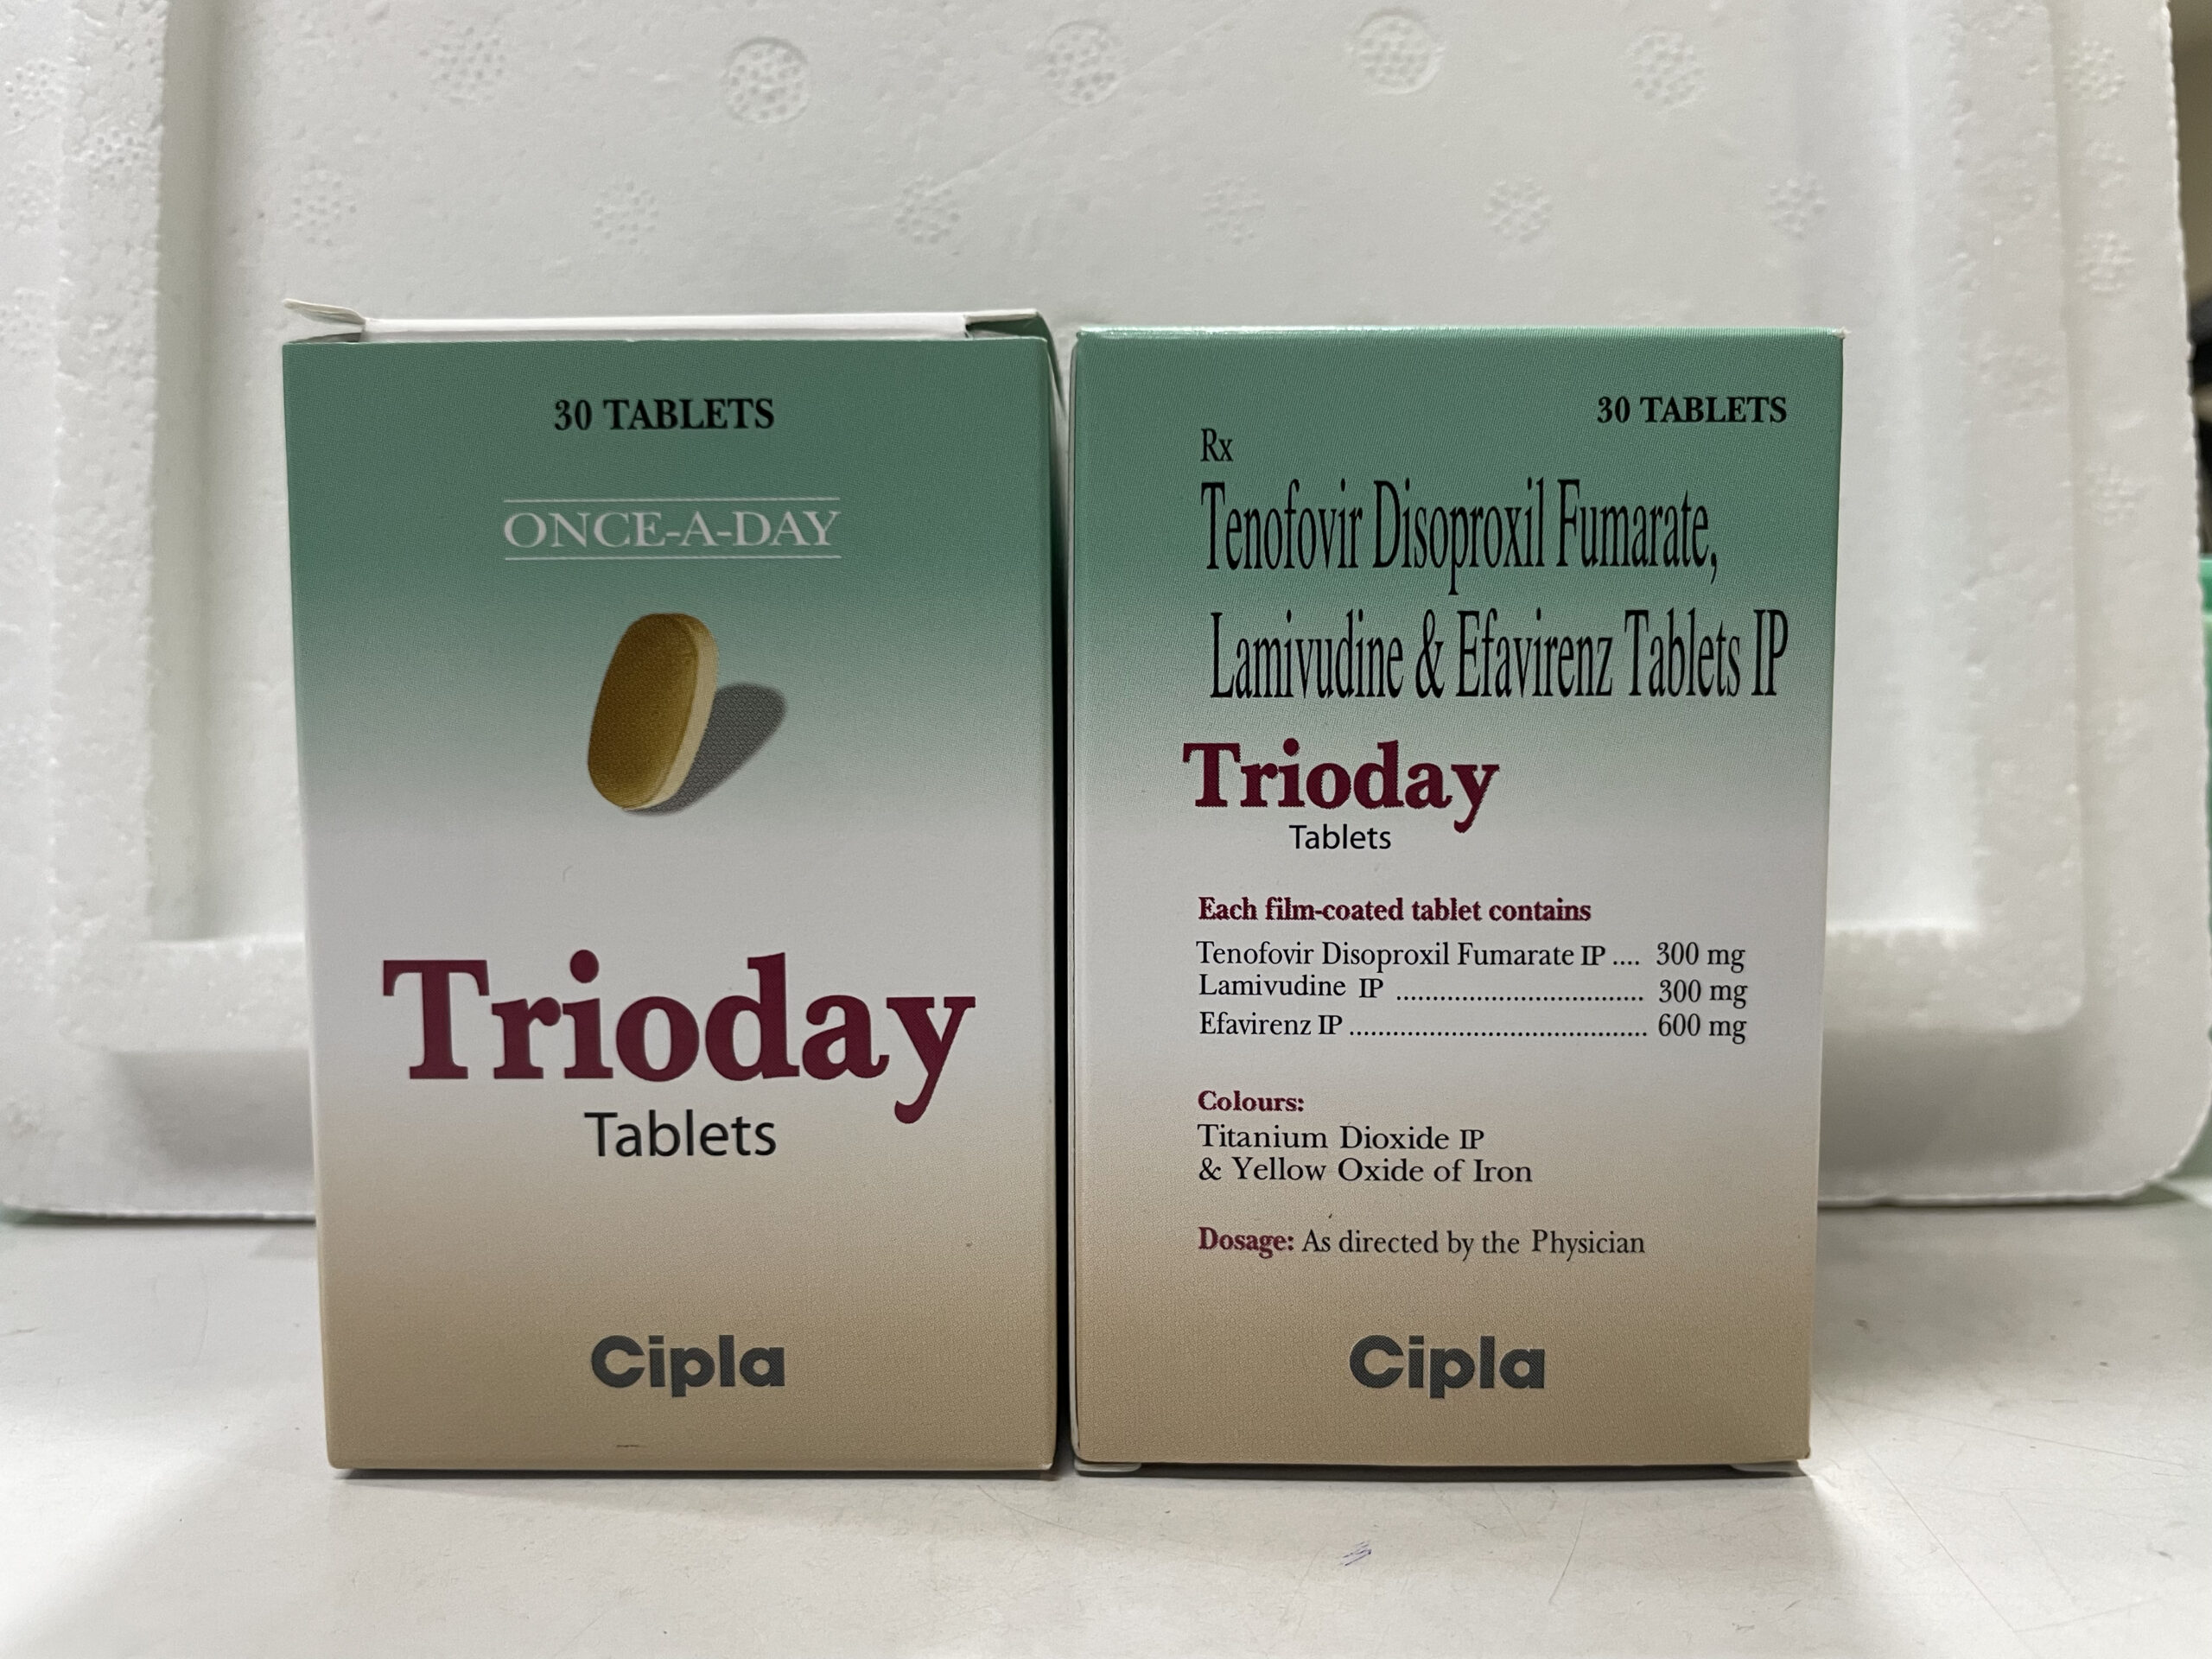 30 TABLETS
ONCE-A-DAY
Trioday
Tablets
Cipla
30 TABLETS
Rx
Tenofovir Disoproxil Fumarate,
Lamivudine & Efavirenz Tablets IP
Trioday
Tablets
Each film-coated tablet contains
Tenofovir Disoproxil Fumarate IP .... 300 mg
Lamivudine IP .................................... 300 mg
Efavirenz IP........................................... 600 mg
Colours:
Titanium Dioxide IP
& Yellow Oxide of Iron
Dosage: As directed by the Physician
Cipla